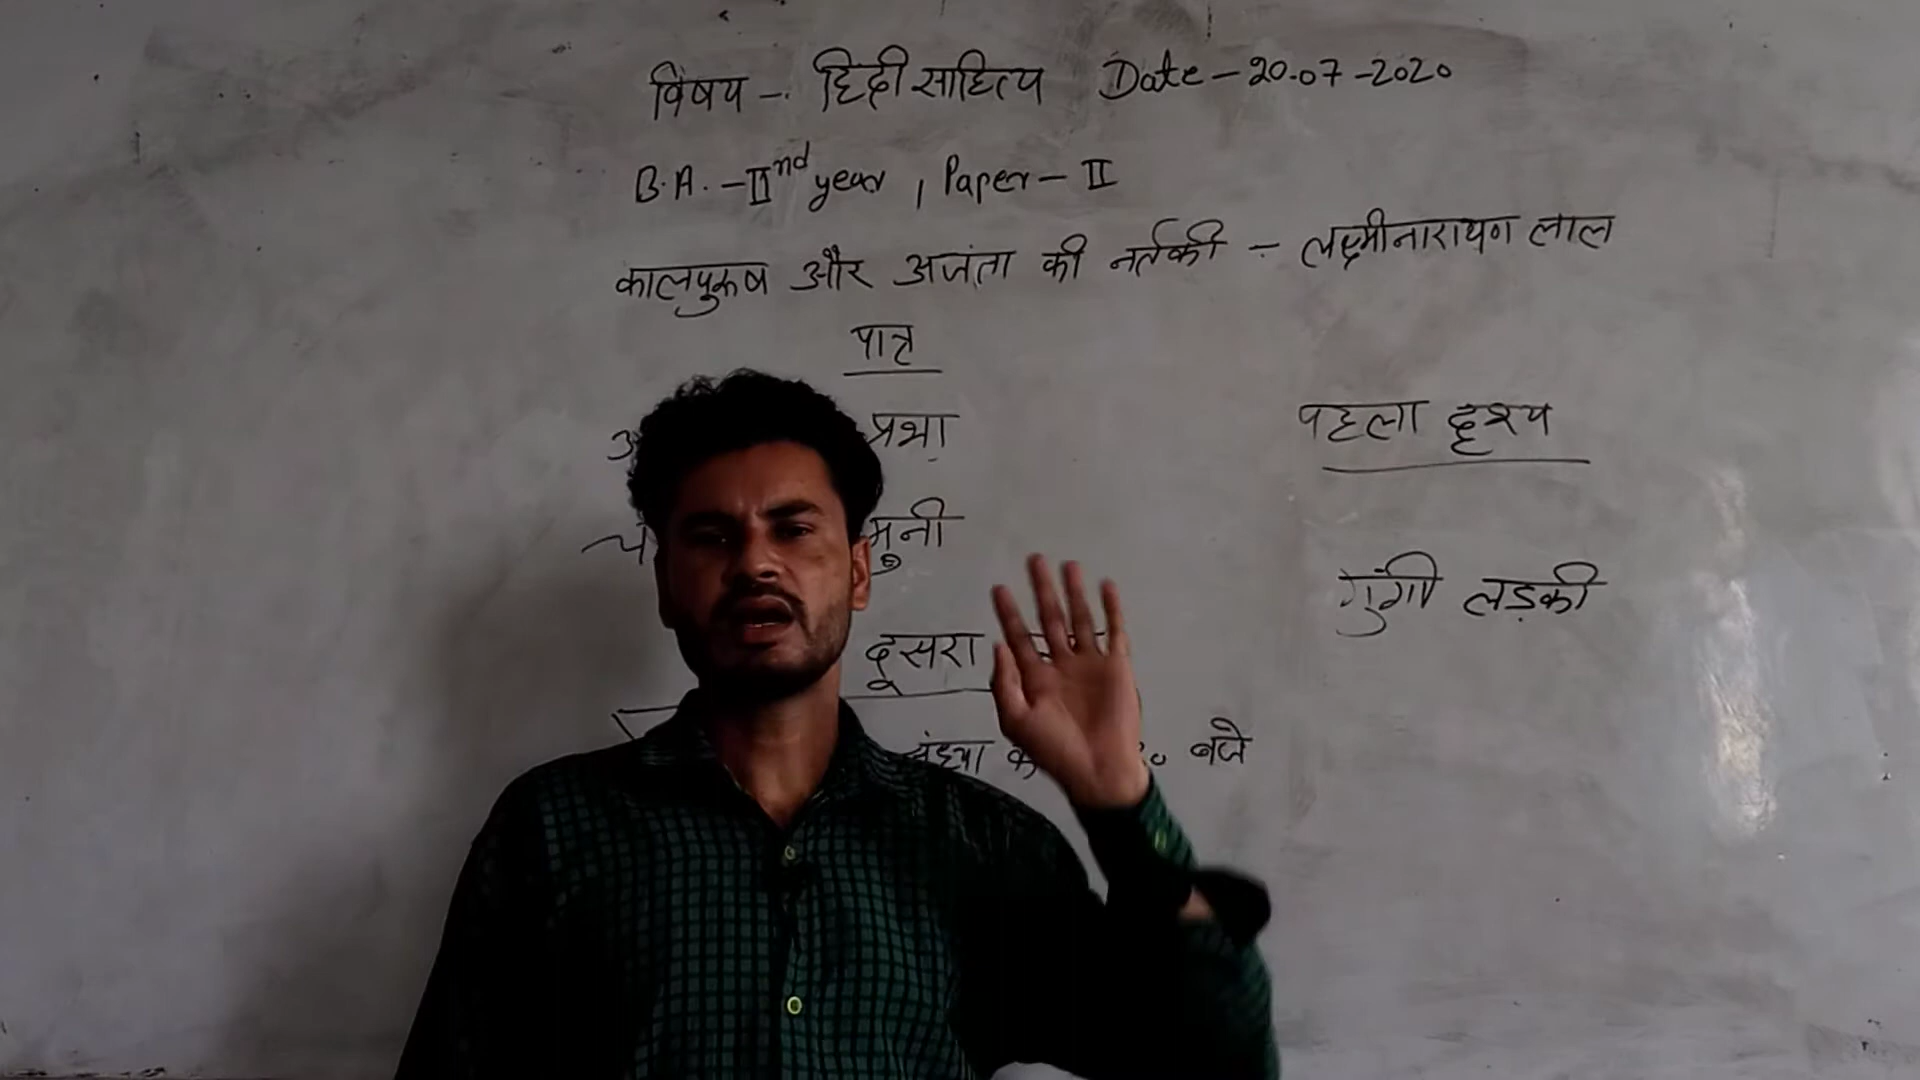 विषय -. हिंदी साहित्य Date - 20.07 - 2020
B.A. - IInd year , Paper - II
कालपुरुष और अजंता की नर्तकी - लक्ष्मीनारायण लाल
पात्र
प्रभा
मुनी
पहला दृश्य
गुंगी लड़की
दूसरा
संध्या बजे